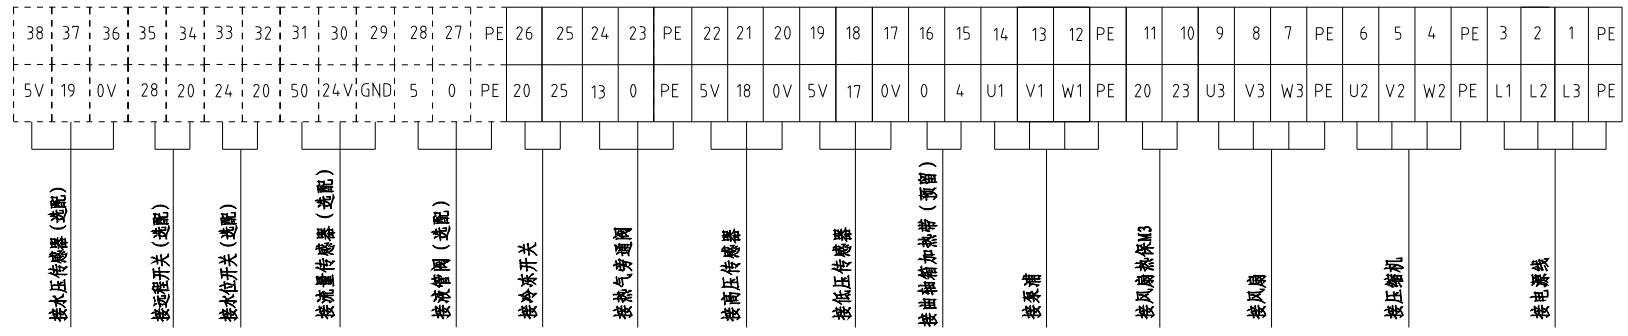 38 37 36 35 34 33 32 31 30 29 28 27 PE 26 25 24 23 PE 22 21 20 19 18 17 16 15 14 13 12 PE 11 10 9 8 7 PE 6 5 4 PE 3 2 1 PE
5V 19 0V 28 20 24 20 50 24V GND 5 0 PE 20 25 13 0 PE 5V 18 0V 5V 17 0V 0 4 U1 V1 W1 PE 20 23 U3 V3 W3 PE U2 V2 W2 PE L1 L2 L3 PE
接水压传感器(选配)
接远程开关(选配)
接水位开关(选配)
接流量传感器(选配)
接液管阀(选配)
接冷冻开关
接热气旁通阀
接高压传感器
接低压传感器
接曲轴箱加热带(预留)
接泵浦
接风扇热保M3
接风扇
接压缩机
接电源线